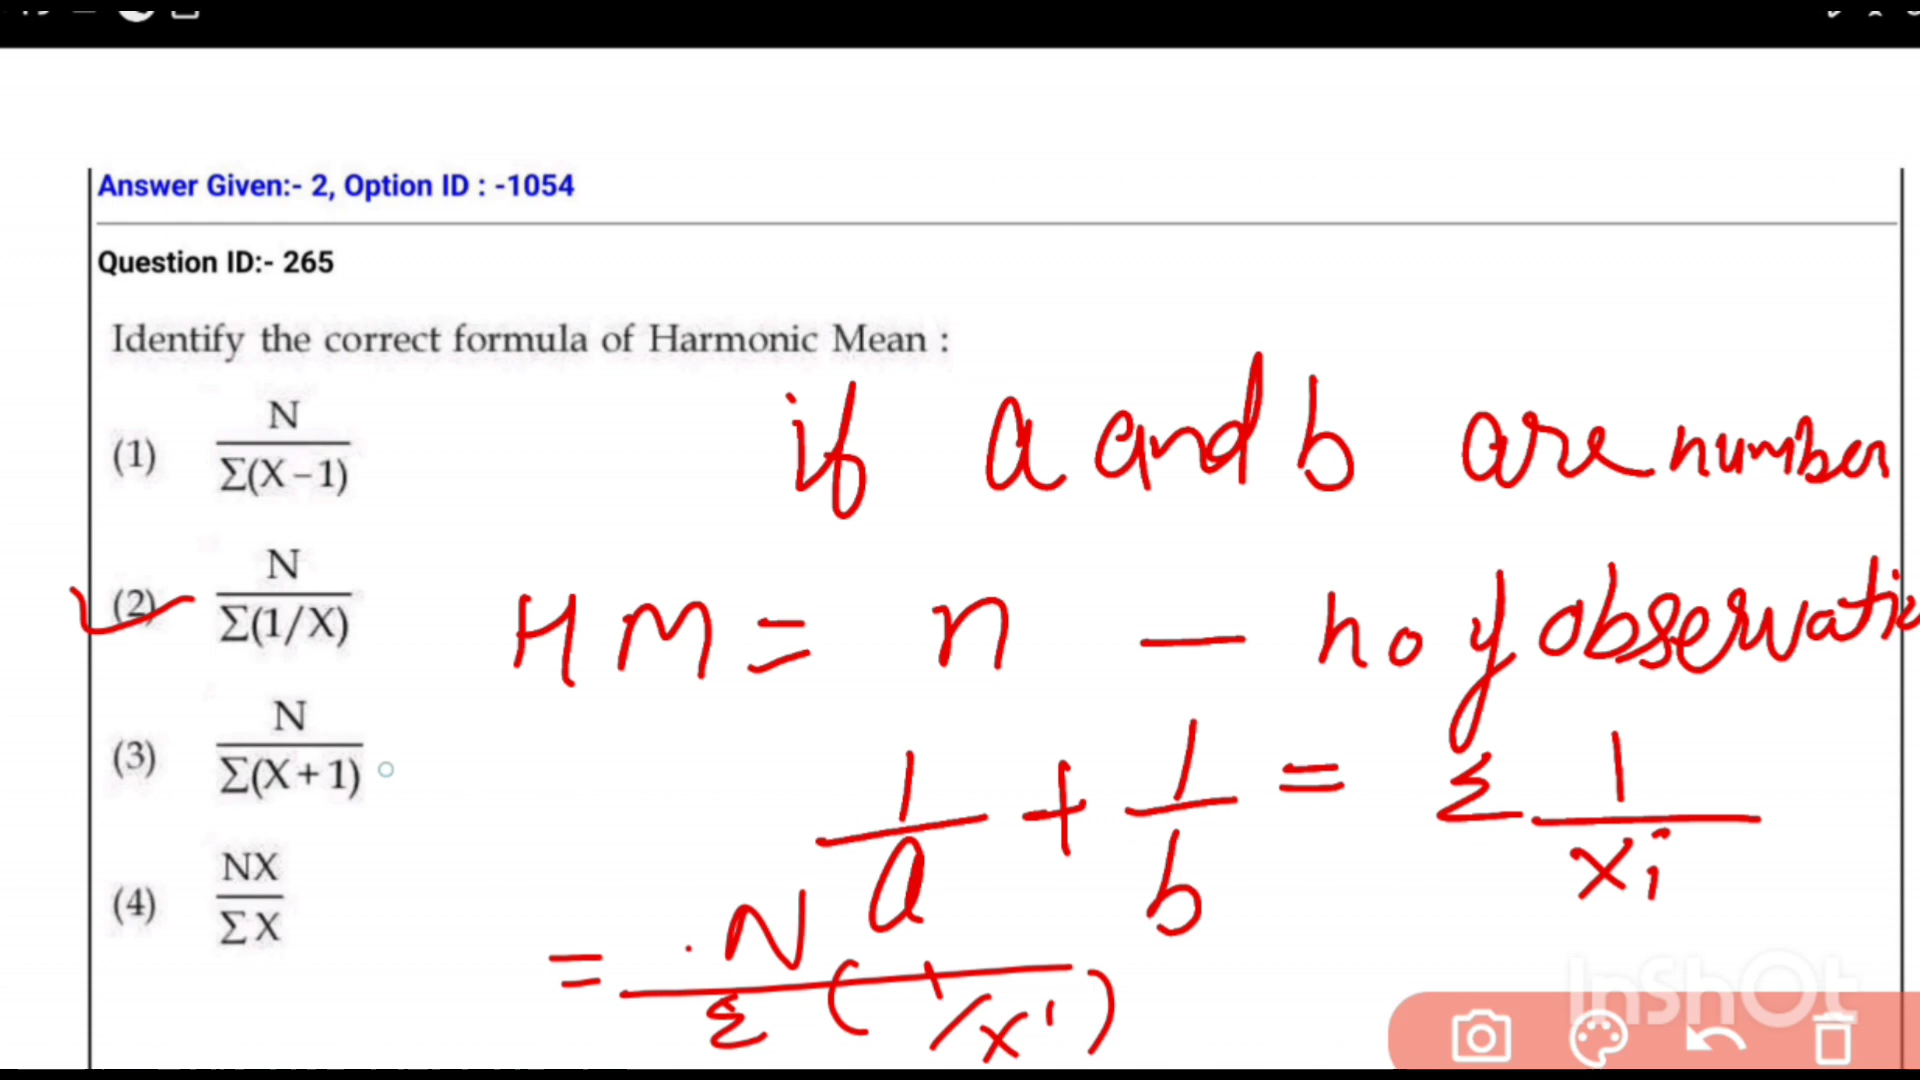 Answer Given:- 2, Option ID : -1054
Question ID:- 265
Identify the correct formula of Harmonic Mean :
(1) N
Σ(X−1)
(2) N
Σ(1/X)
(3) N
Σ(X+1)
(4) NX
ΣX
if a and b are number
HM = n — no of observatio
1/a + 1/b = Σ 1/xi
= N
Σ (1/xi)
InShOt